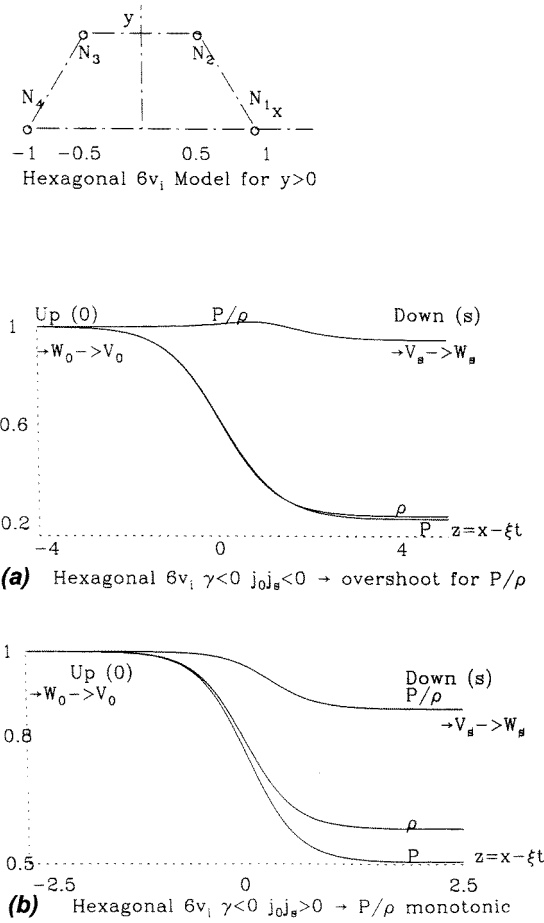 y
N₃ N₂
N₄ N₁ x
-1 -0.5 0.5 1
Hexagonal 6vᵢ Model for y>0
Up (0) P/ρ Down (s)
1
→W₀->V₀ →Vₛ->Wₛ
0.6
ρ
0.2 P z=x-ξt
-4 0 4
(a) Hexagonal 6vᵢ γ<0 j₀jₛ<0 → overshoot for P/ρ
1
Up (0) Down (s)
→W₀->V₀ P/ρ
→Vₛ->Wₛ
0.8
ρ
0.5 P z=x-ξt
-2.5 0 2.5
(b) Hexagonal 6vᵢ γ<0 j₀jₛ>0 → P/ρ monotonic